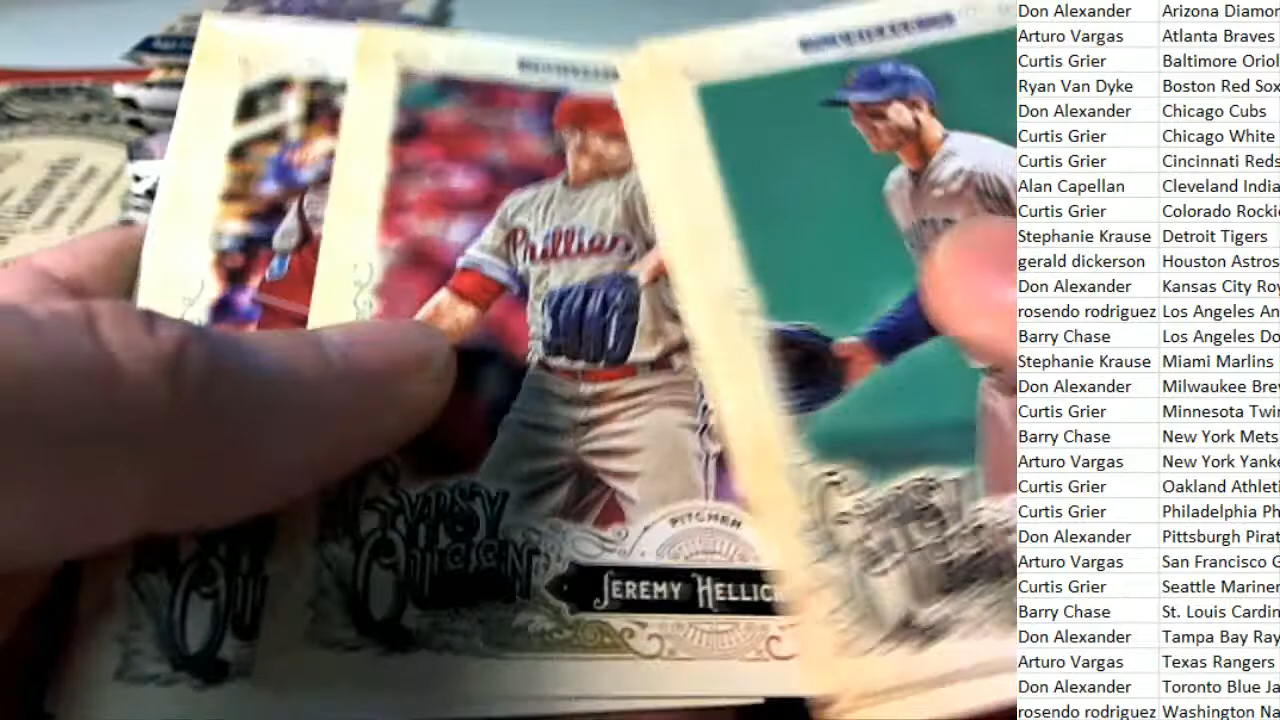 Phillies
GYPSY
QUEEN
PITCHER
JEREMY HELLICK
QU
Don Alexander Arizona Diamon
Arturo Vargas Atlanta Braves
Curtis Grier Baltimore Oriol
Ryan Van Dyke Boston Red Sox
Don Alexander Chicago Cubs
Curtis Grier Chicago White
Curtis Grier Cincinnati Reds
Alan Capellan Cleveland India
Curtis Grier Colorado Rocki
Stephanie Krause Detroit Tigers
gerald dickerson Houston Astros
Don Alexander Kansas City Roy
rosendo rodriguez Los Angeles An
Barry Chase Los Angeles Do
Stephanie Krause Miami Marlins
Don Alexander Milwaukee Brew
Curtis Grier Minnesota Twi
Barry Chase New York Mets
Arturo Vargas New York Yanke
Curtis Grier Oakland Athleti
Curtis Grier Philadelphia Ph
Don Alexander Pittsburgh Pirat
Arturo Vargas San Francisco G
Curtis Grier Seattle Mariner
Barry Chase St. Louis Cardin
Don Alexander Tampa Bay Ray
Arturo Vargas Texas Rangers
Don Alexander Toronto Blue Ja
rosendo rodriguez Washington Na